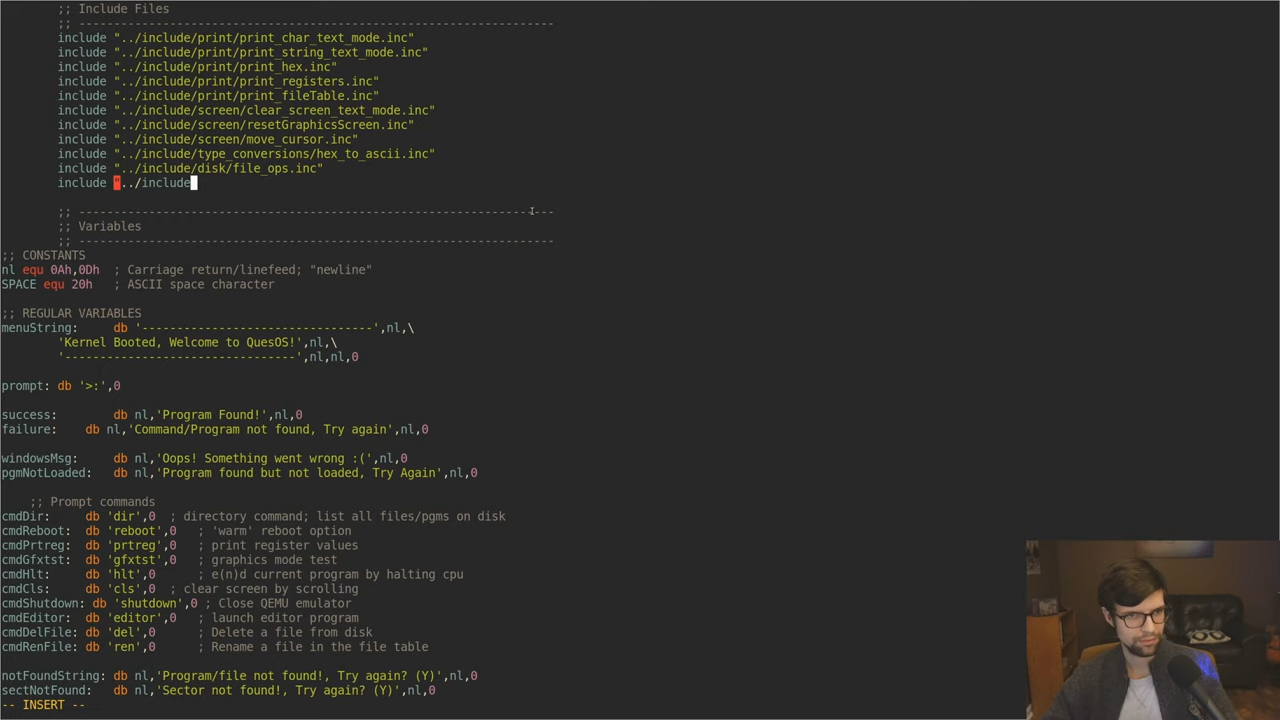 ;; Include Files
;; -------------------------------------------------------------------
include "../include/print/print_char_text_mode.inc"
include "../include/print/print_string_text_mode.inc"
include "../include/print/print_hex.inc"
include "../include/print/print_registers.inc"
include "../include/print/print_fileTable.inc"
include "../include/screen/clear_screen_text_mode.inc"
include "../include/screen/resetGraphicsScreen.inc"
include "../include/screen/move_cursor.inc"
include "../include/type_conversions/hex_to_ascii.inc"
include "../include/disk/file_ops.inc"
include "../include
;; -------------------------------------------------------------------
;; Variables
;; -------------------------------------------------------------------
;; CONSTANTS
nl equ 0Ah,0Dh  ; Carriage return/linefeed; "newline"
SPACE equ 20h   ; ASCII space character
;; REGULAR VARIABLES
menuString:     db '---------------------------------',nl,\
'Kernel Booted, Welcome to QuesOS!',nl,\
'---------------------------------',nl,nl,0
prompt: db '>:',0
success:        db nl,'Program Found!',nl,0
failure:    db nl,'Command/Program not found, Try again',nl,0
windowsMsg:     db nl,'Oops! Something went wrong :(',nl,0
pgmNotLoaded:   db nl,'Program found but not loaded, Try Again',nl,0
;; Prompt commands
cmdDir:     db 'dir',0  ; directory command; list all files/pgms on disk
cmdReboot:  db 'reboot',0   ; 'warm' reboot option
cmdPrtreg:  db 'prtreg',0   ; print register values
cmdGfxtst:  db 'gfxtst',0   ; graphics mode test
cmdHlt:     db 'hlt',0      ; e(n)d current program by halting cpu
cmdCls:     db 'cls',0  ; clear screen by scrolling
cmdShutdown: db 'shutdown',0 ; Close QEMU emulator
cmdEditor:  db 'editor',0   ; launch editor program
cmdDelFile: db 'del',0      ; Delete a file from disk
cmdRenFile: db 'ren',0      ; Rename a file in the file table
notFoundString: db nl,'Program/file not found!, Try again? (Y)',nl,0
sectNotFound:   db nl,'Sector not found!, Try again? (Y)',nl,0
-- INSERT --